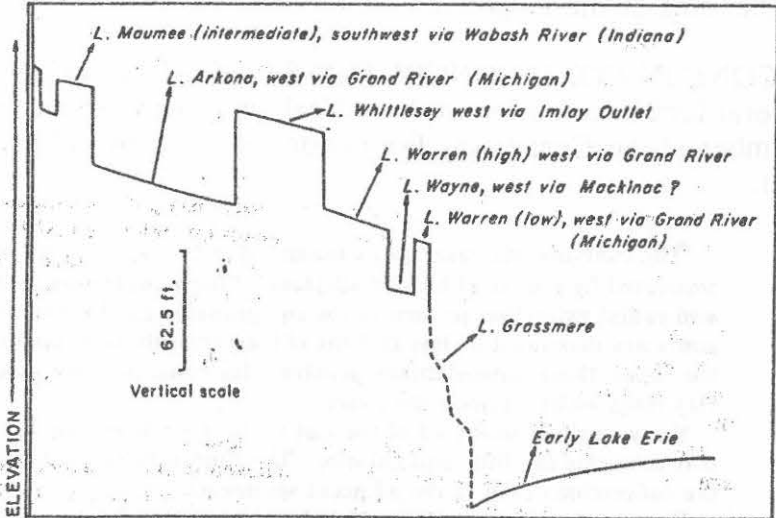 L. Maumee (intermediate), southwest via Wabash River (Indiana)
L. Arkona, west via Grand River (Michigan)
L. Whittlesey west via Imlay Outlet
L. Warren (high) west via Grand River
L. Wayne, west via Mackinac ?
L. Warren (low), west via Grand River
(Michigan)
62.5 ft.
Vertical scale
L. Grassmere
Early Lake Erie
ELEVATION